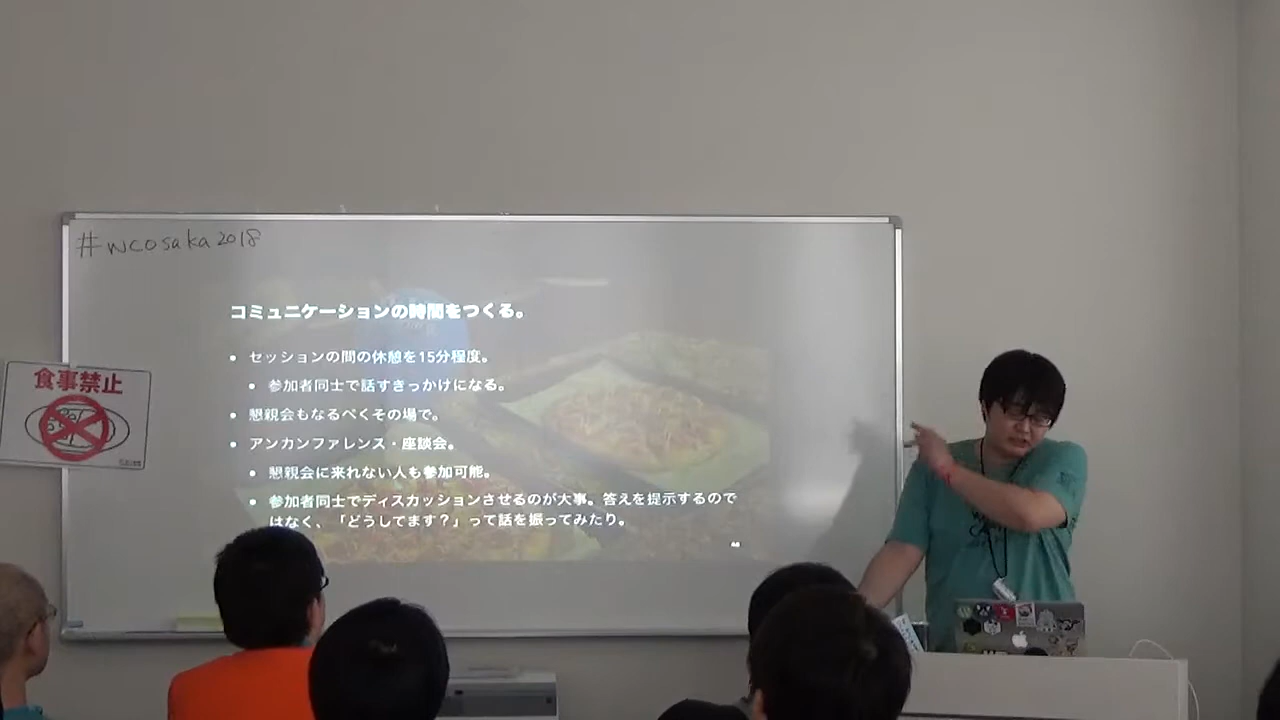 #wcosaka2018
コミュニケーションの時間をつくる。
セッションの間の休憩を15分程度。
参加者同士で話すきっかけになる。
懇親会もなるべくその場で。
アンカンファレンス・座談会。
懇親会に来れない人も参加可能。
参加者同士でディスカッションさせるのが大事。答えを提示するので
はなく、「どうしてます？」って話を振ってみたり。
食事禁止